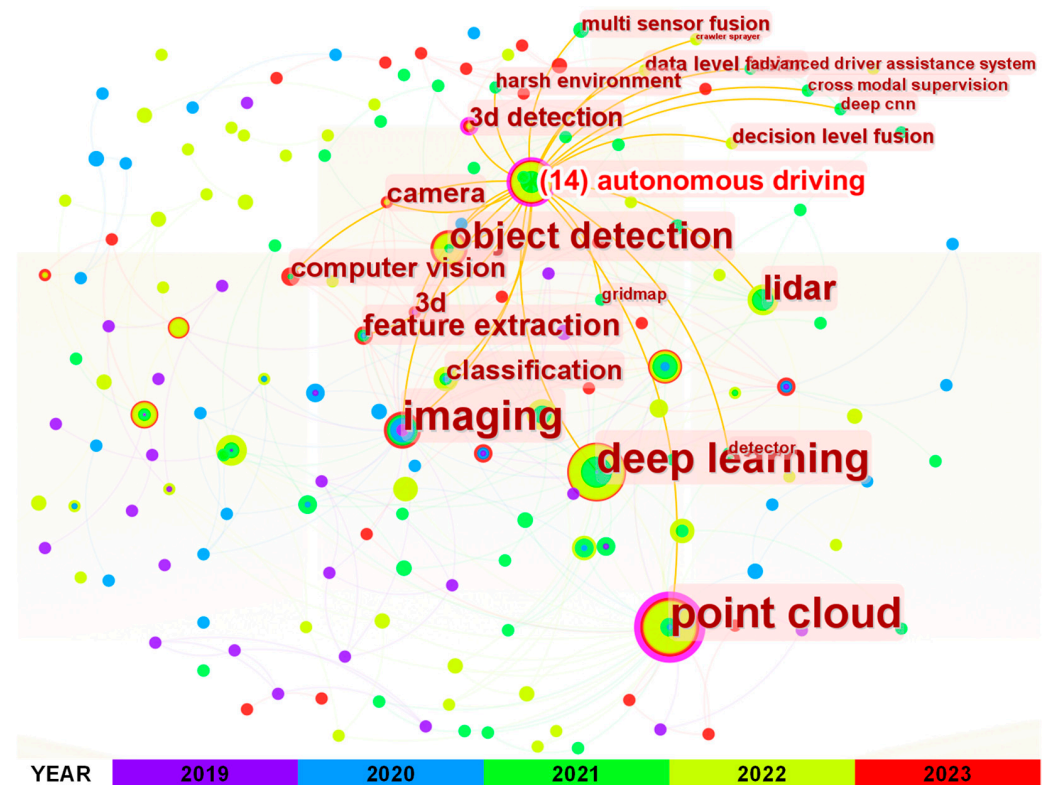 multi sensor fusion
crawler sprayer
data level fusion
advanced driver assistance system
harsh environment
cross modal supervision
deep cnn
3d detection
decision level fusion
(14) autonomous driving
camera
object detection
computer vision
lidar
3d
gridmap
feature extraction
classification
imaging
detector
deep learning
point cloud
YEAR 2019 2020 2021 2022 2023